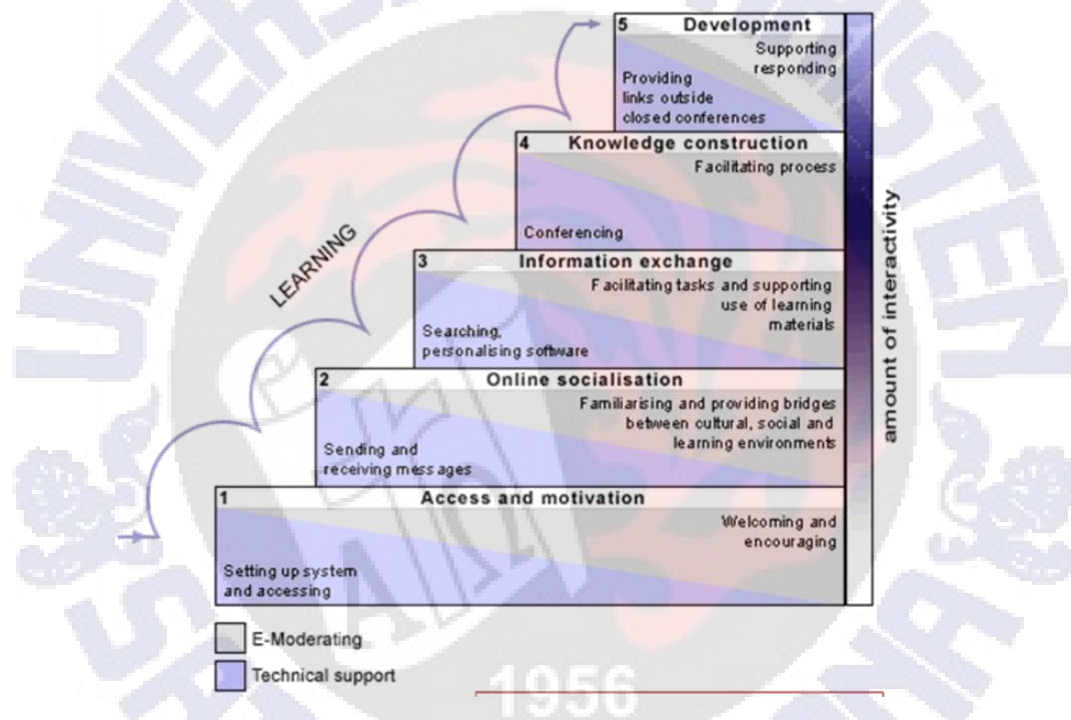 5 Development
Supporting
responding
Providing
links outside
closed conferences
4 Knowledge construction
Facilitating process
Conferencing
3 Information exchange
Facilitating tasks and supporting
use of learning
materials
Searching,
personalising software
2 Online socialisation
Familiarising and providing bridges
between cultural, social and
learning environments
Sending and
receiving messages
1 Access and motivation
Welcoming and
encouraging
Setting up system
and accessing
LEARNING
amount of interactivity
E-Moderating
Technical support
1956